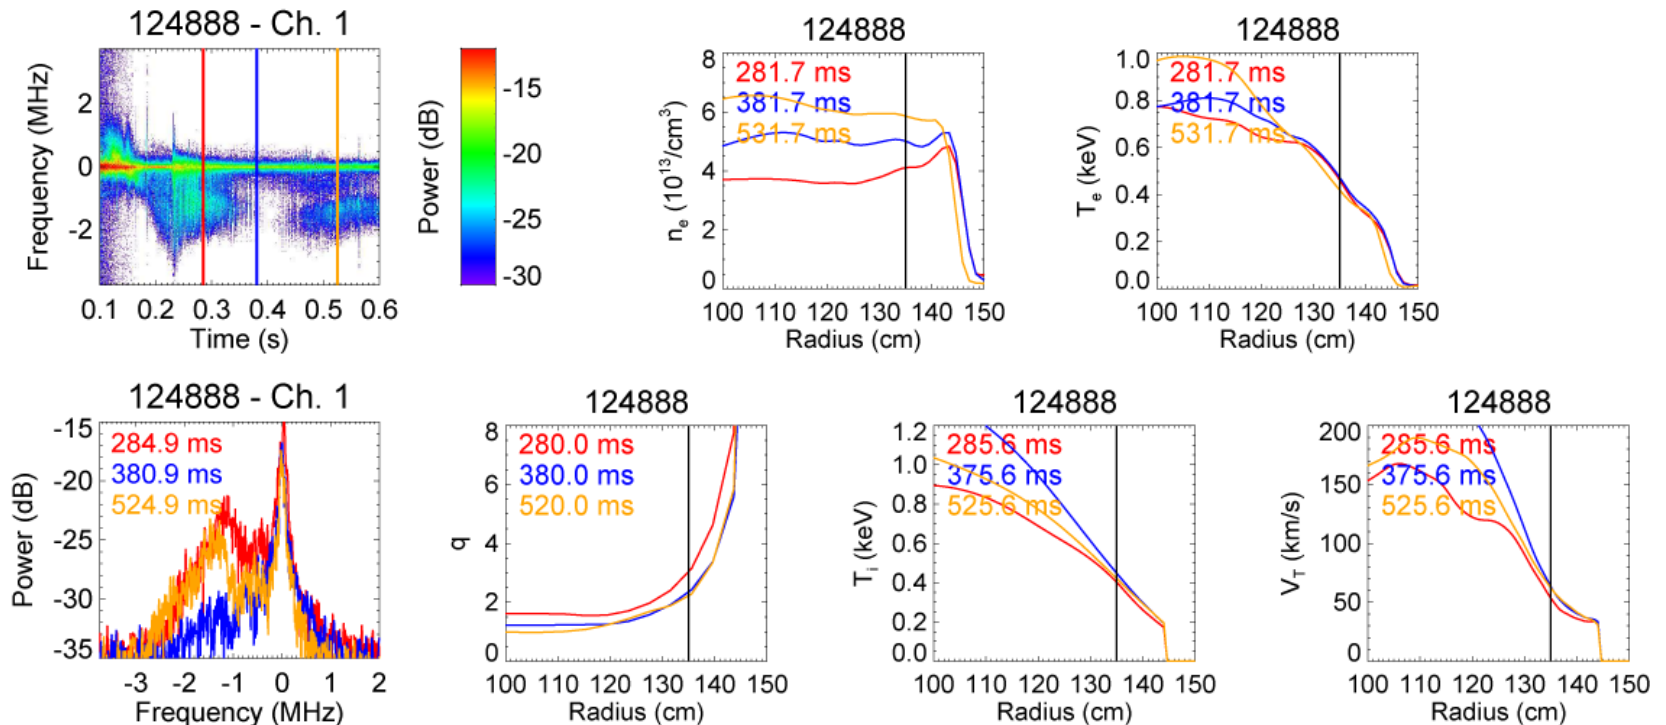 124888 - Ch. 1
Frequency (MHz)
2
0
-2
0.1 0.2 0.3 0.4 0.5 0.6
Time (s)
Power (dB)
-15
-20
-25
-30
124888
281.7 ms
381.7 ms
531.7 ms
n_e (10^13/cm^3)
8
6
4
2
0
100 110 120 130 140 150
Radius (cm)
124888
281.7 ms
381.7 ms
531.7 ms
T_e (keV)
1.0
0.8
0.6
0.4
0.2
0.0
100 110 120 130 140 150
Radius (cm)
124888 - Ch. 1
284.9 ms
380.9 ms
524.9 ms
Power (dB)
-15
-20
-25
-30
-35
-3 -2 -1 0 1 2
Frequency (MHz)
124888
280.0 ms
380.0 ms
520.0 ms
q
8
6
4
2
0
100 110 120 130 140 150
Radius (cm)
124888
285.6 ms
375.6 ms
525.6 ms
T_i (keV)
1.2
1.0
0.8
0.6
0.4
0.2
0.0
100 110 120 130 140 150
Radius (cm)
124888
285.6 ms
375.6 ms
525.6 ms
V_T (km/s)
200
150
100
50
0
100 110 120 130 140 150
Radius (cm)